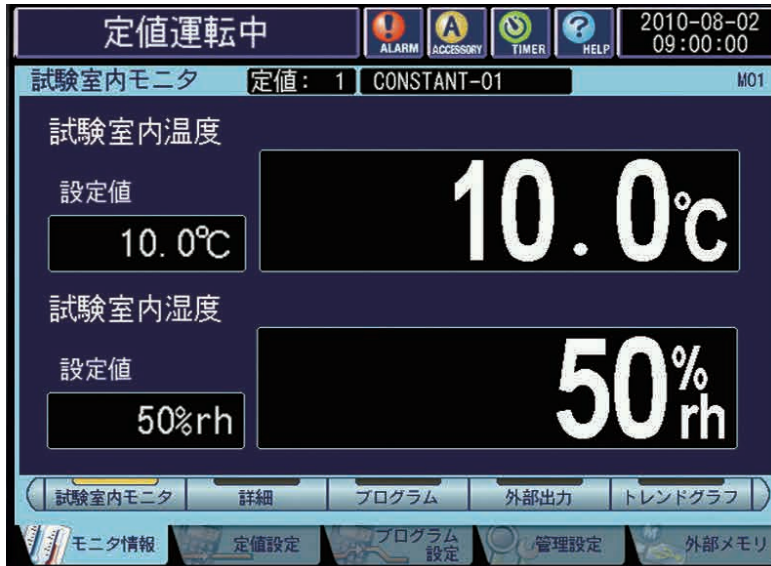 定値運転中
ALARM
ACCESSORY
TIMER
HELP
2010-08-02
09:00:00
試験室内モニタ
定値: 1
CONSTANT-01
M01
試験室内温度
設定値
10.0℃
10.0℃
試験室内湿度
設定値
50%rh
50%rh
試験室内モニタ
詳細
プログラム
外部出力
トレンドグラフ
モニタ情報
定値設定
プログラム
設定
管理設定
外部メモリ